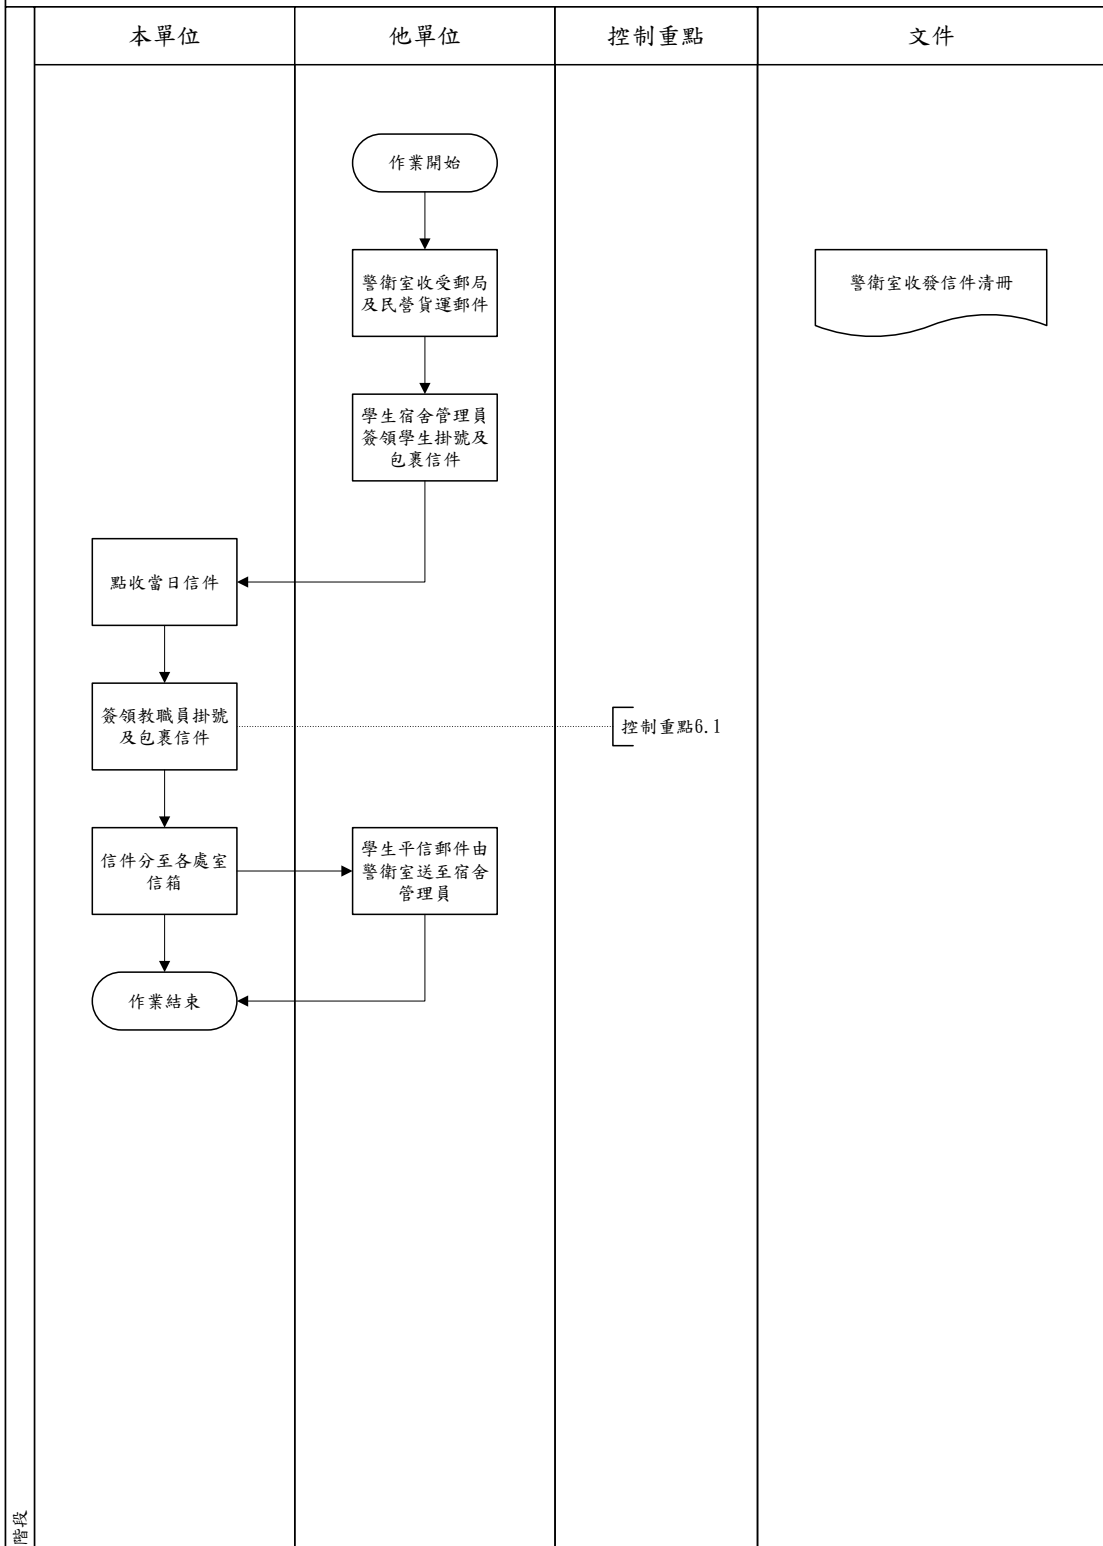 本單位
他單位
控制重點
文件
作業開始
警衛室收受郵局
及民營貨運郵件
警衛室收發信件清冊
學生宿舍管理員
簽領學生掛號及
包裹信件
點收當日信件
簽領教職員掛號
及包裹信件
控制重點6.1
信件分至各處室
信箱
學生平信郵件由
警衛室送至宿舍
管理員
作業結束
階段